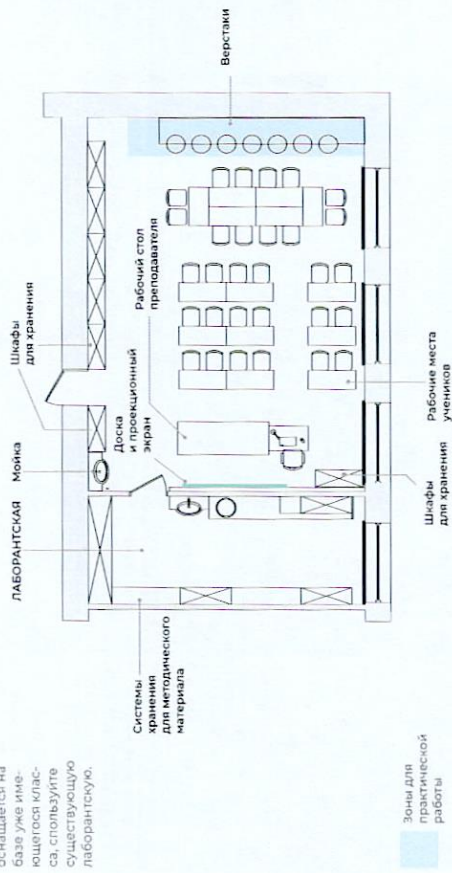 оснащается на
базе уже име-
ющегося клас-
са, спользуйте
существующую
лаборантскую.
ЛАБОРАНТСКАЯ
Мойка
Шкафы
для хранения
Доска
и проекционный
экран
Рабочий стол
преподавателя
Верстаки
Системы
хранения
для методического
материала
Шкафы
для хранения
Рабочие места
учеников
Зоны для
практической
работы